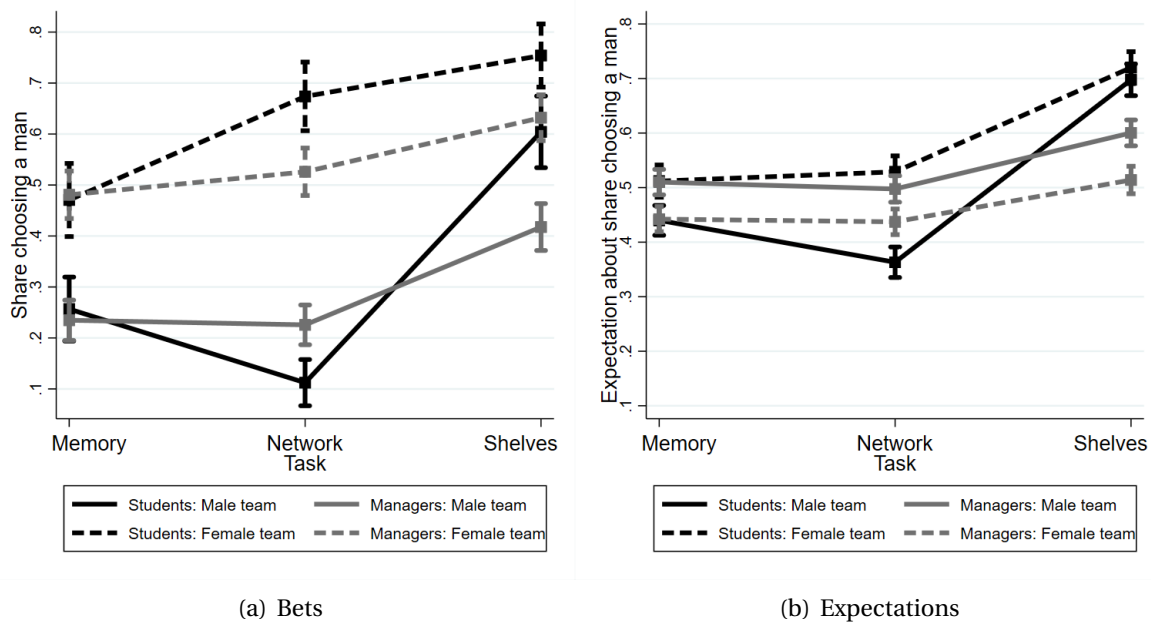 Share choosing a man
.8
.7
.6
.5
.4
.3
.2
.1
Memory Network Shelves
Task
Students: Male team Managers: Male team
Students: Female team Managers: Female team
(a) Bets
Expectation about share choosing a man
.8
.7
.6
.5
.4
.3
.2
.1
Memory Network Shelves
Task
Students: Male team Managers: Male team
Students: Female team Managers: Female team
(b) Expectations